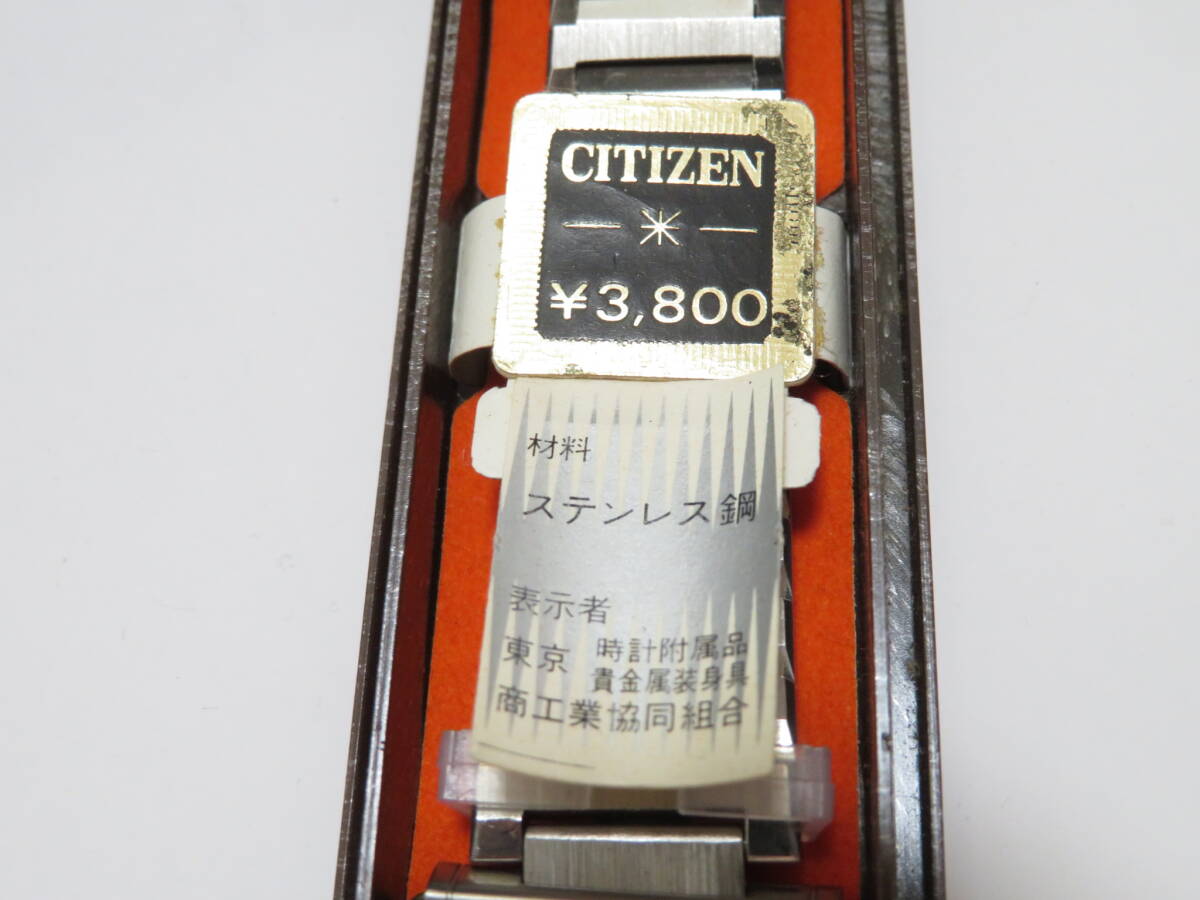 CITIZEN
¥3,800
材料
ステンレス鋼
表示者
東京 時計附属品
貴金属装身具
商工業協同組合